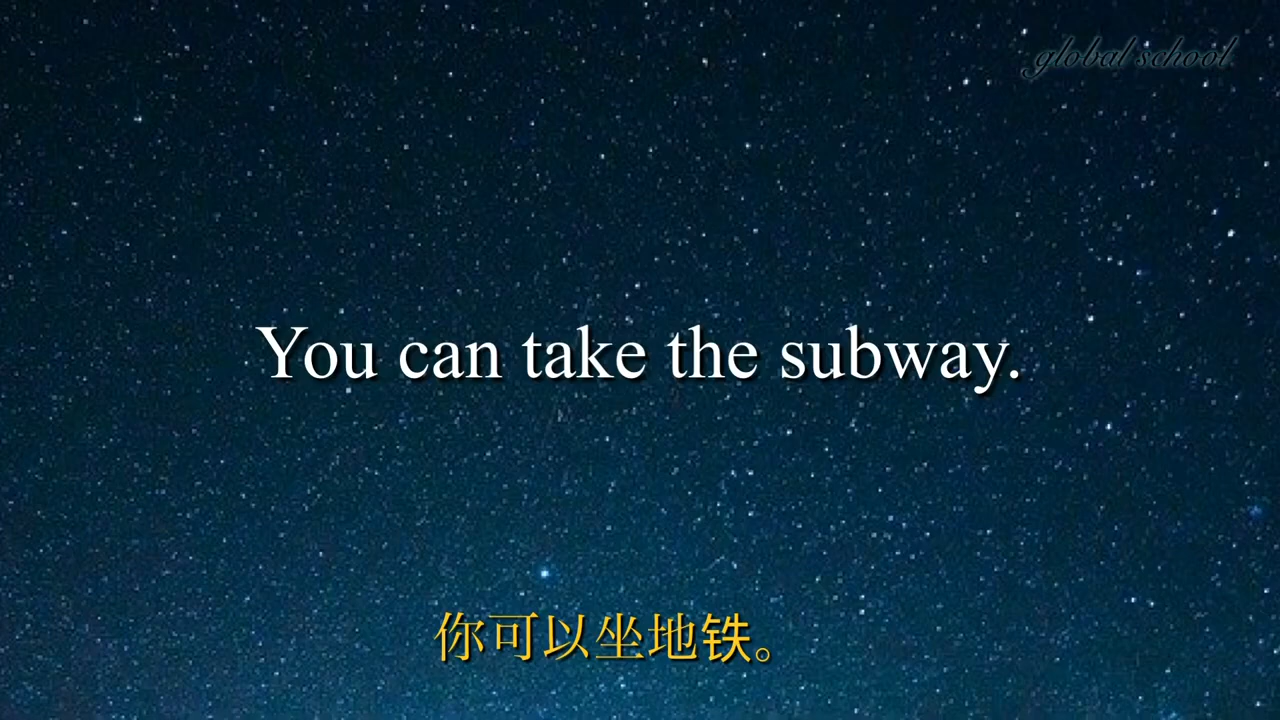 global school
You can take the subway.
你可以坐地铁。